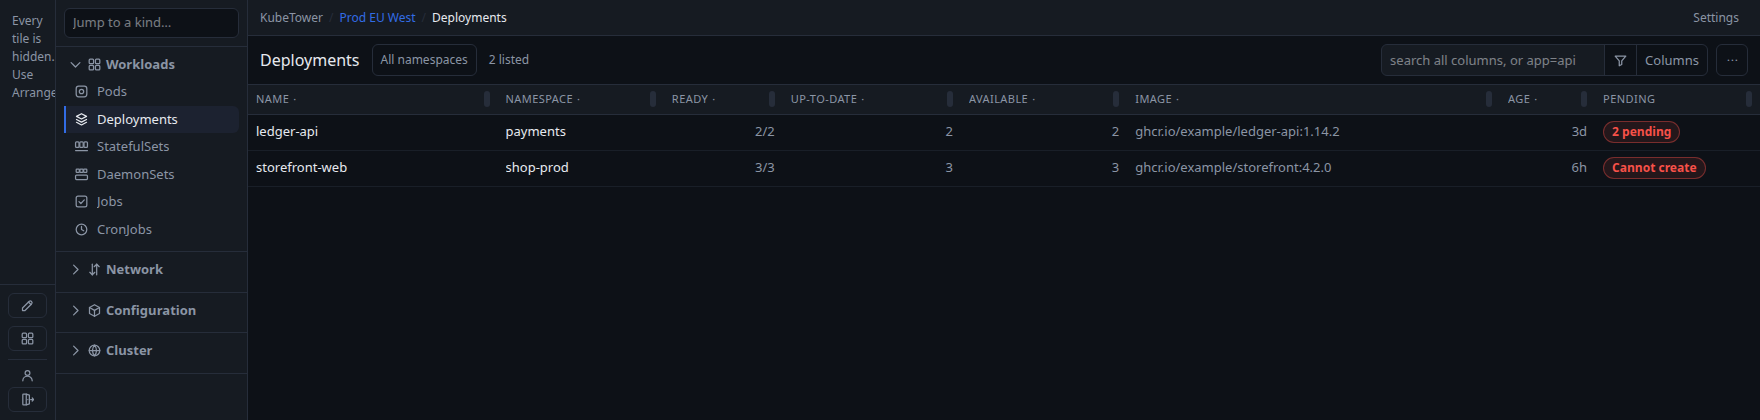 Every
tile is
hidden.
Use
Arrange
Jump to a kind...
Workloads
Pods
Deployments
StatefulSets
DaemonSets
Jobs
CronJobs
Network
Configuration
Cluster
KubeTower / Prod EU West / Deployments
Settings
Deployments All namespaces 2 listed
search all columns, or app=api Columns ...
NAME · NAMESPACE · READY · UP-TO-DATE · AVAILABLE · IMAGE · AGE · PENDING
ledger-api payments 2/2 2 2 ghcr.io/example/ledger-api:1.14.2 3d 2 pending
storefront-web shop-prod 3/3 3 3 ghcr.io/example/storefront:4.2.0 6h Cannot create